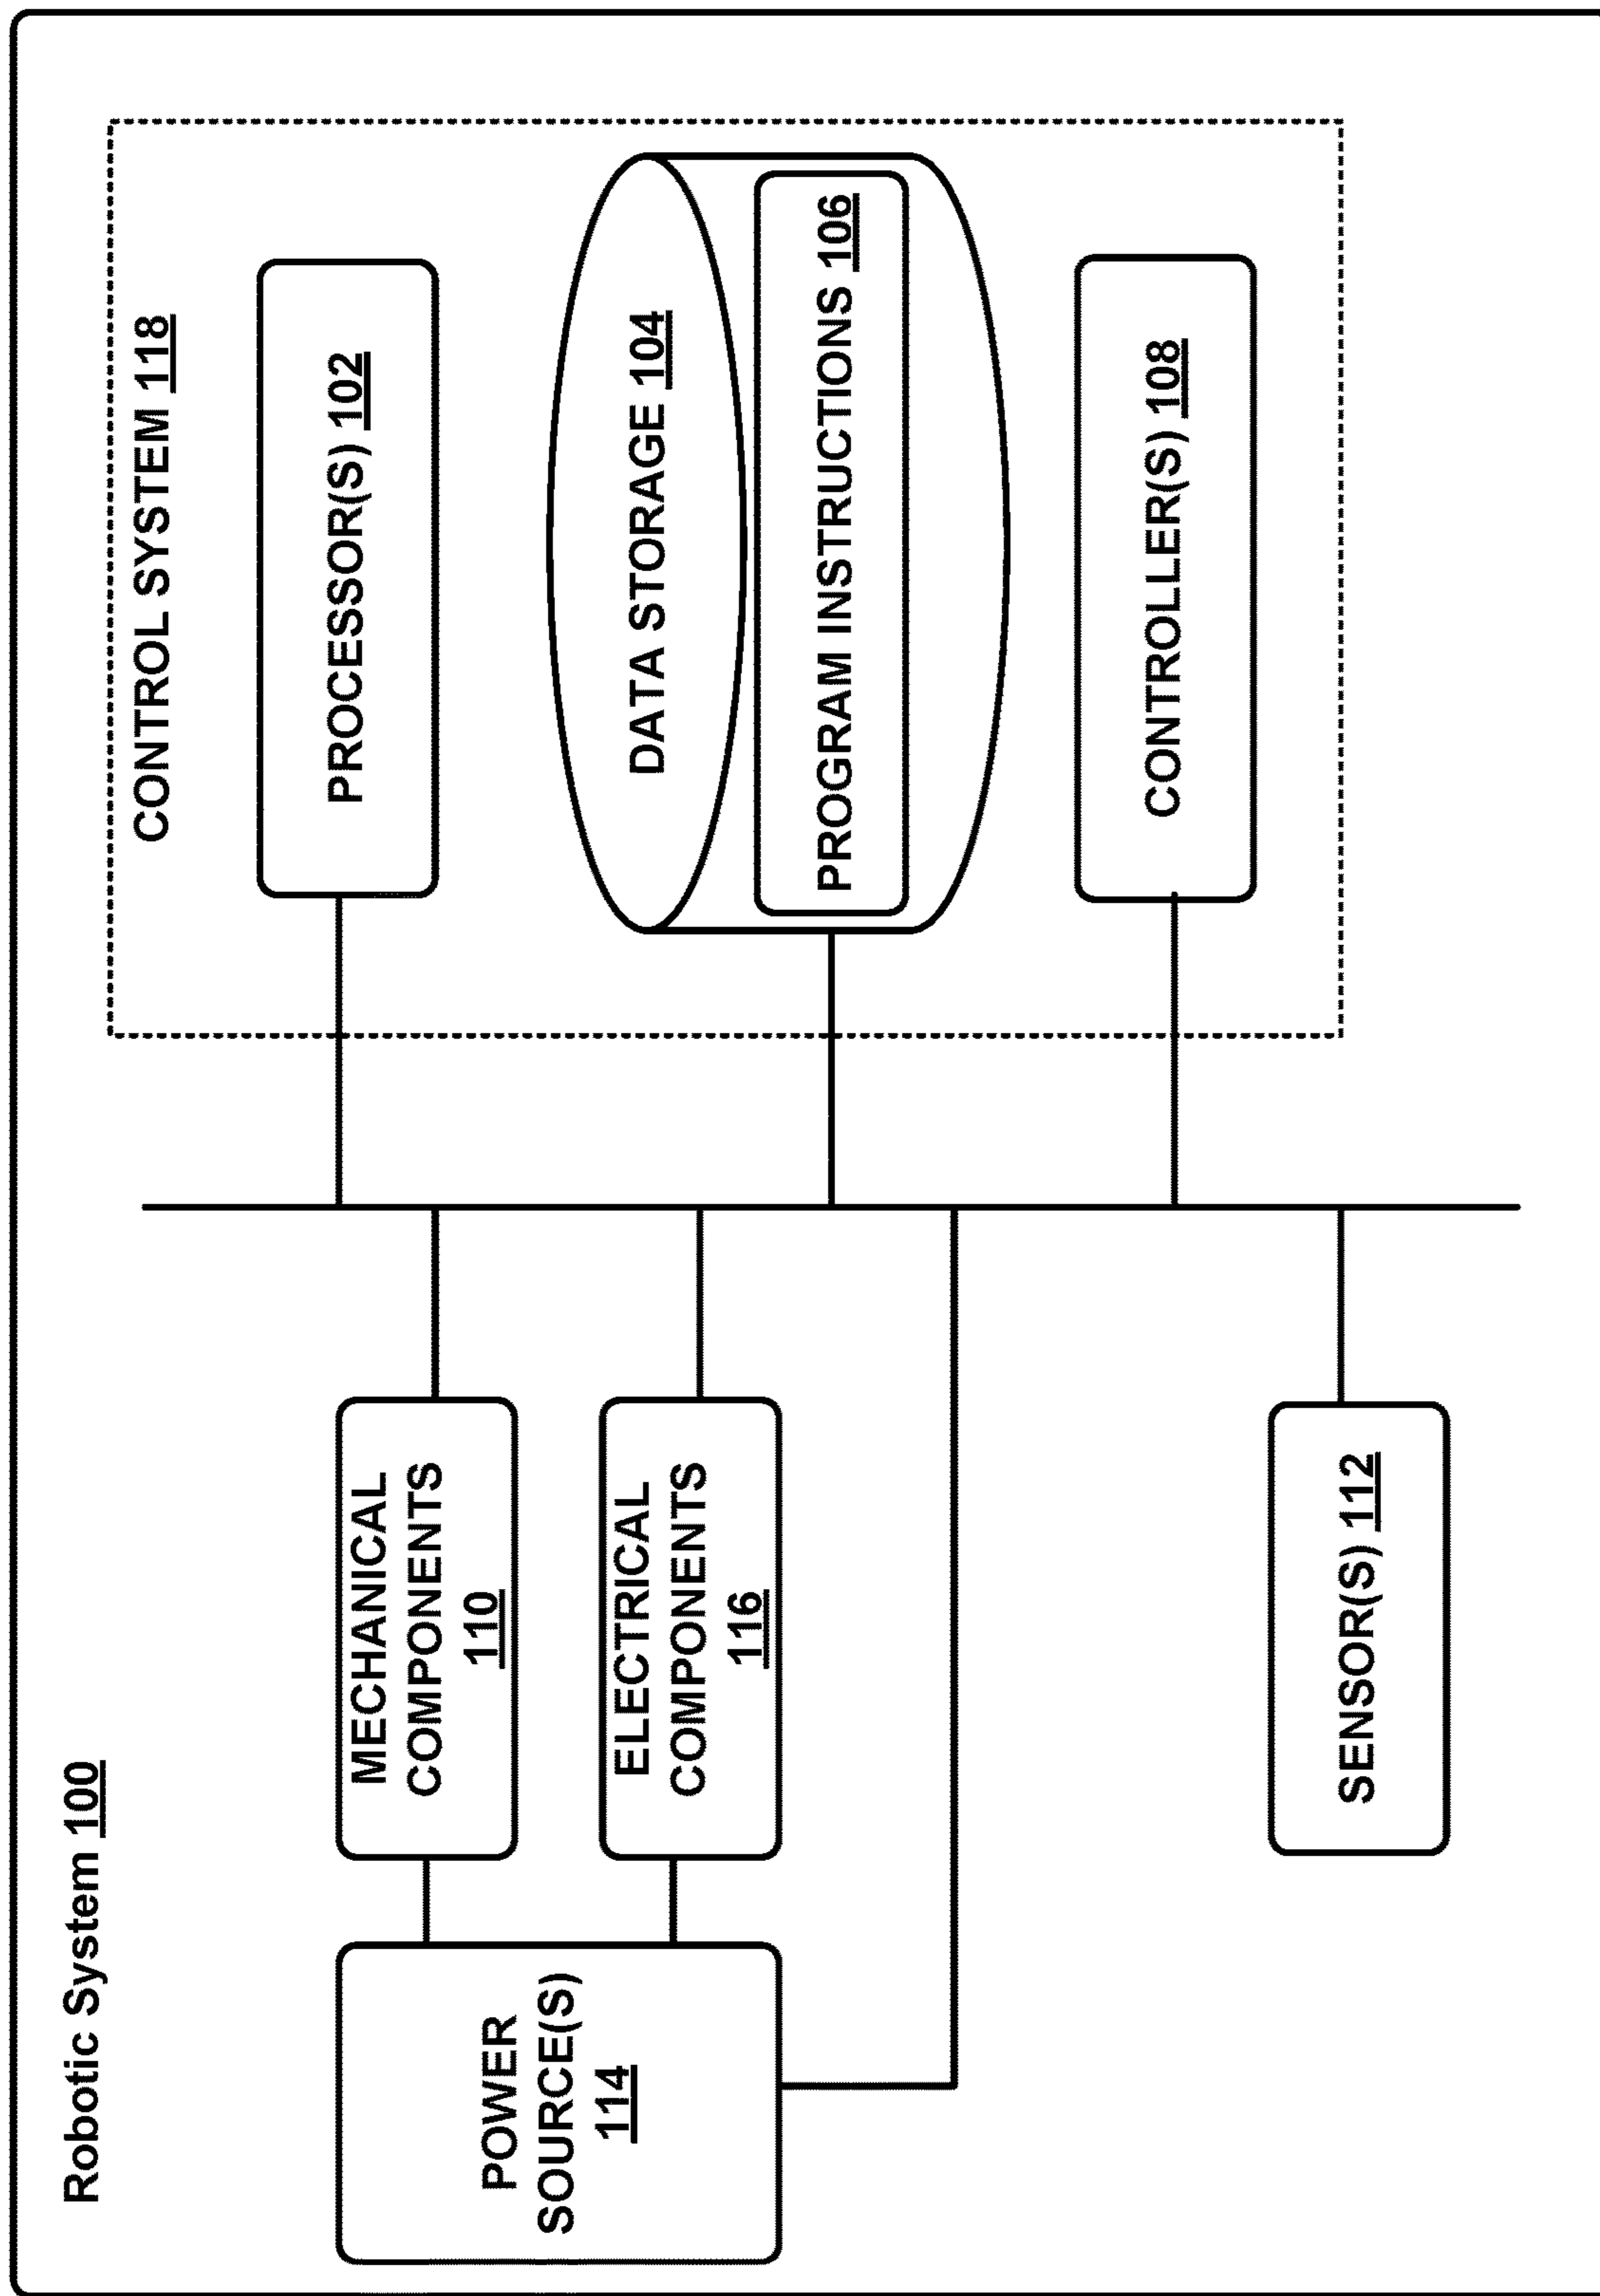 Robotic System 100
CONTROL SYSTEM 118
POWER
SOURCE(S)
114
MECHANICAL
COMPONENTS
110
ELECTRICAL
COMPONENTS
116
SENSOR(S) 112
PROCESSOR(S) 102
DATA STORAGE 104
PROGRAM INSTRUCTIONS 106
CONTROLLER(S) 108